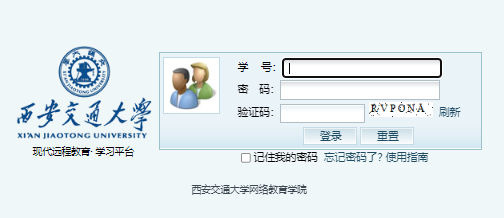 学 号:
密 码:
验证码: RVPONA 刷新
登录 重置
记住我的密码 忘记密码了? 使用指南
西安交通大学
XI'AN JIAOTONG UNIVERSITY
现代远程教育· 学习平台
西安交通大学网络教育学院